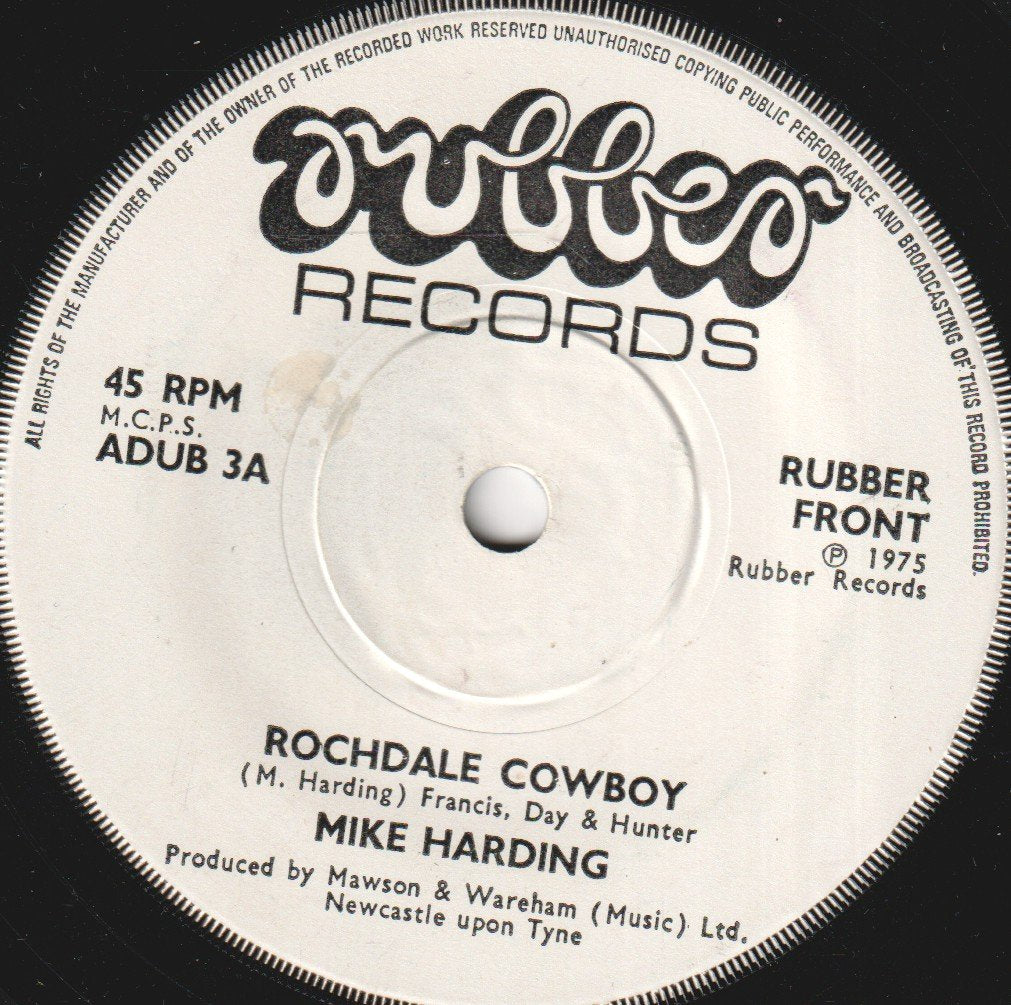 ALL RIGHTS OF THE MANUFACTURER AND OF THE OWNER OF THE RECORDED WORK RESERVED UNAUTHORISED COPYING PUBLIC PERFORMANCE AND BROADCASTING OF THIS RECORD PROHIBITED.
rubber
RECORDS
45 RPM
M.C.P.S.
ADUB 3A
RUBBER
FRONT
℗ 1975
Rubber Records
ROCHDALE COWBOY
(M. Harding) Francis, Day & Hunter
MIKE HARDING
Produced by Mawson & Wareham (Music) Ltd.
Newcastle upon Tyne